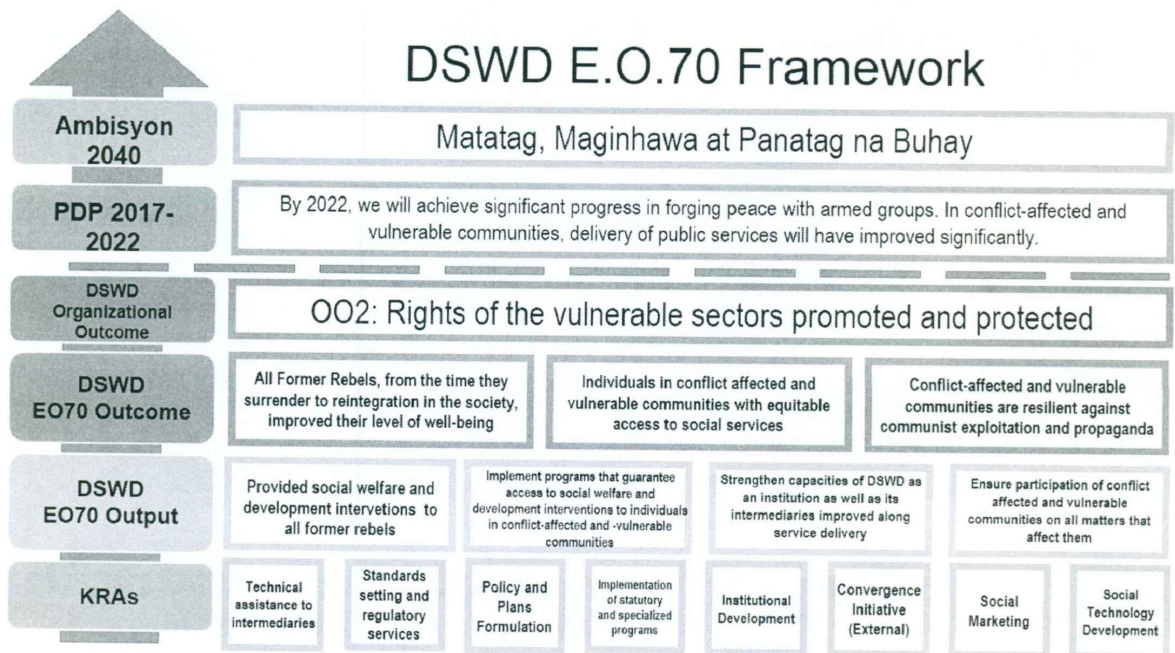 DSWD E.O.70 Framework
Ambisyon
2040
Matatag, Maginhawa at Panatag na Buhay
PDP 2017-
2022
By 2022, we will achieve significant progress in forging peace with armed groups. In conflict-affected and
vulnerable communities, delivery of public services will have improved significantly.
DSWD
Organizational
Outcome
OO2: Rights of the vulnerable sectors promoted and protected
DSWD
EO70 Outcome
All Former Rebels, from the time they
surrender to reintegration in the society,
improved their level of well-being
Individuals in conflict affected and
vulnerable communities with equitable
access to social services
Conflict-affected and vulnerable
communities are resilient against
communist exploitation and propaganda
DSWD
EO70 Output
Provided social welfare and
development intervetions to
all former rebels
Implement programs that guarantee
access to social welfare and
development interventions to individuals
in conflict-affected and -vulnerable
communities
Strengthen capacities of DSWD as
an institution as well as its
intermediaries improved along
service delivery
Ensure participation of conflict
affected and vulnerable
communities on all matters that
affect them
KRAs
Technical
assistance to
intermediaries
Standards
setting and
regulatory
services
Policy and
Plans
Formulation
Implementation
of statutory
and specialized
programs
Institutional
Development
Convergence
Initiative
(External)
Social
Marketing
Social
Technology
Development